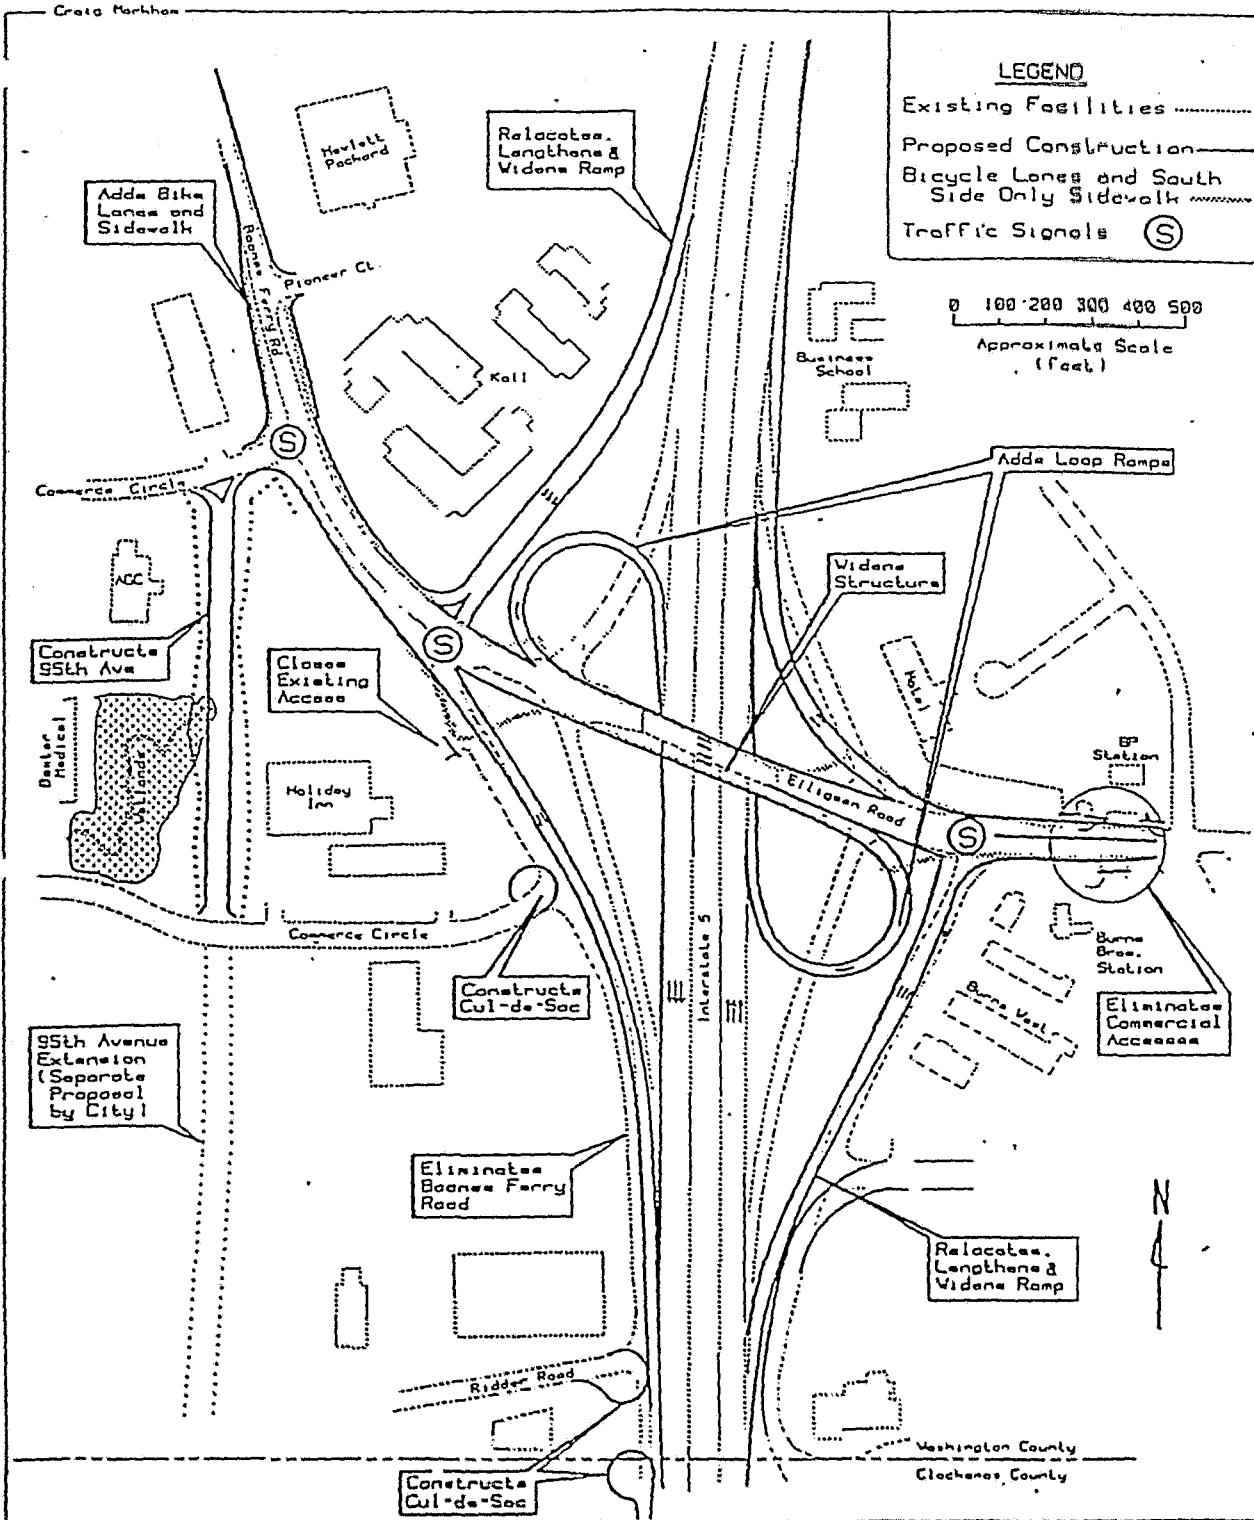 Craig Markham
LEGEND
Existing Facilities
Proposed Construction
Bicycle Lanes and South
Side Only Sidewalk
Traffic Signals Ⓢ
0 100 200 300 400 500
Approximate Scale
(feet)
Hewlett
Packard
Relocates,
Lengthens &
Widens Ramp
Adds Bike
Lanes and
Sidewalk
Boones Ferry Rd
Pioneer Ct.
Koll
Business
School
Adds Loop Ramps
S
Commerce Circle
AGC
Widens
Structure
Constructs
95th Ave
S
Closes
Existing
Access
Hotel
BP
Station
Baxter
Medical
Wetlands
Holiday
Inn
Elligsen Road
S
Commerce Circle
Interstate 5
Burns
Bros.
Station
Burns West
Constructs
Cul-de-Sac
Eliminates
Commercial
Accesses
95th Avenue
Extension
(Separate
Proposal
by City)
Eliminates
Boones Ferry
Road
N
Relocates,
Lengthens &
Widens Ramp
Ridder Road
Washington County
Clackamas County
Constructs
Cul-de-Sac